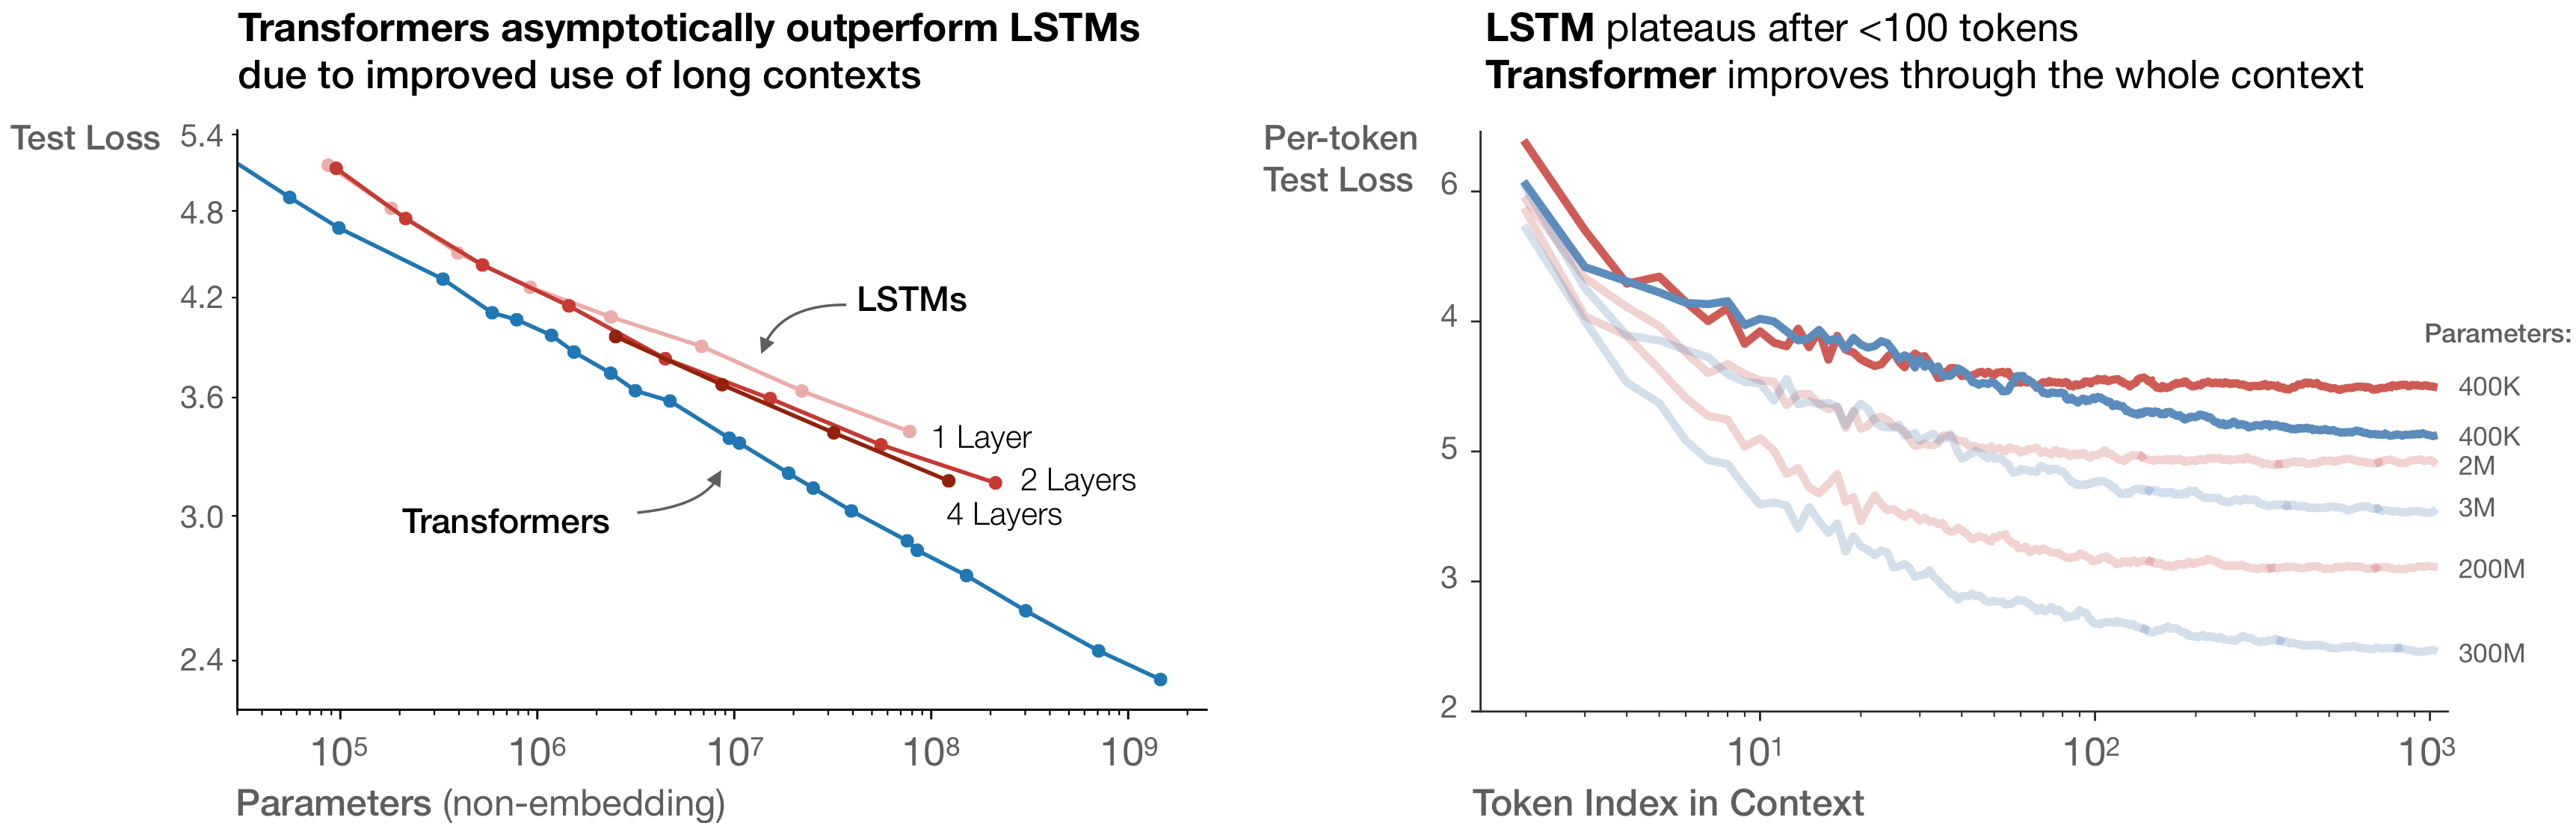 Transformers asymptotically outperform LSTMs
due to improved use of long contexts
Test Loss
5.4
4.8
4.2
3.6
3.0
2.4
LSTMs
1 Layer
2 Layers
4 Layers
Transformers
10⁵ 10⁶ 10⁷ 10⁸ 10⁹
Parameters (non-embedding)
LSTM plateaus after <100 tokens
Transformer improves through the whole context
Per-token
Test Loss
6
4
5
3
2
Parameters:
400K
400K
2M
3M
200M
300M
10¹ 10² 10³
Token Index in Context